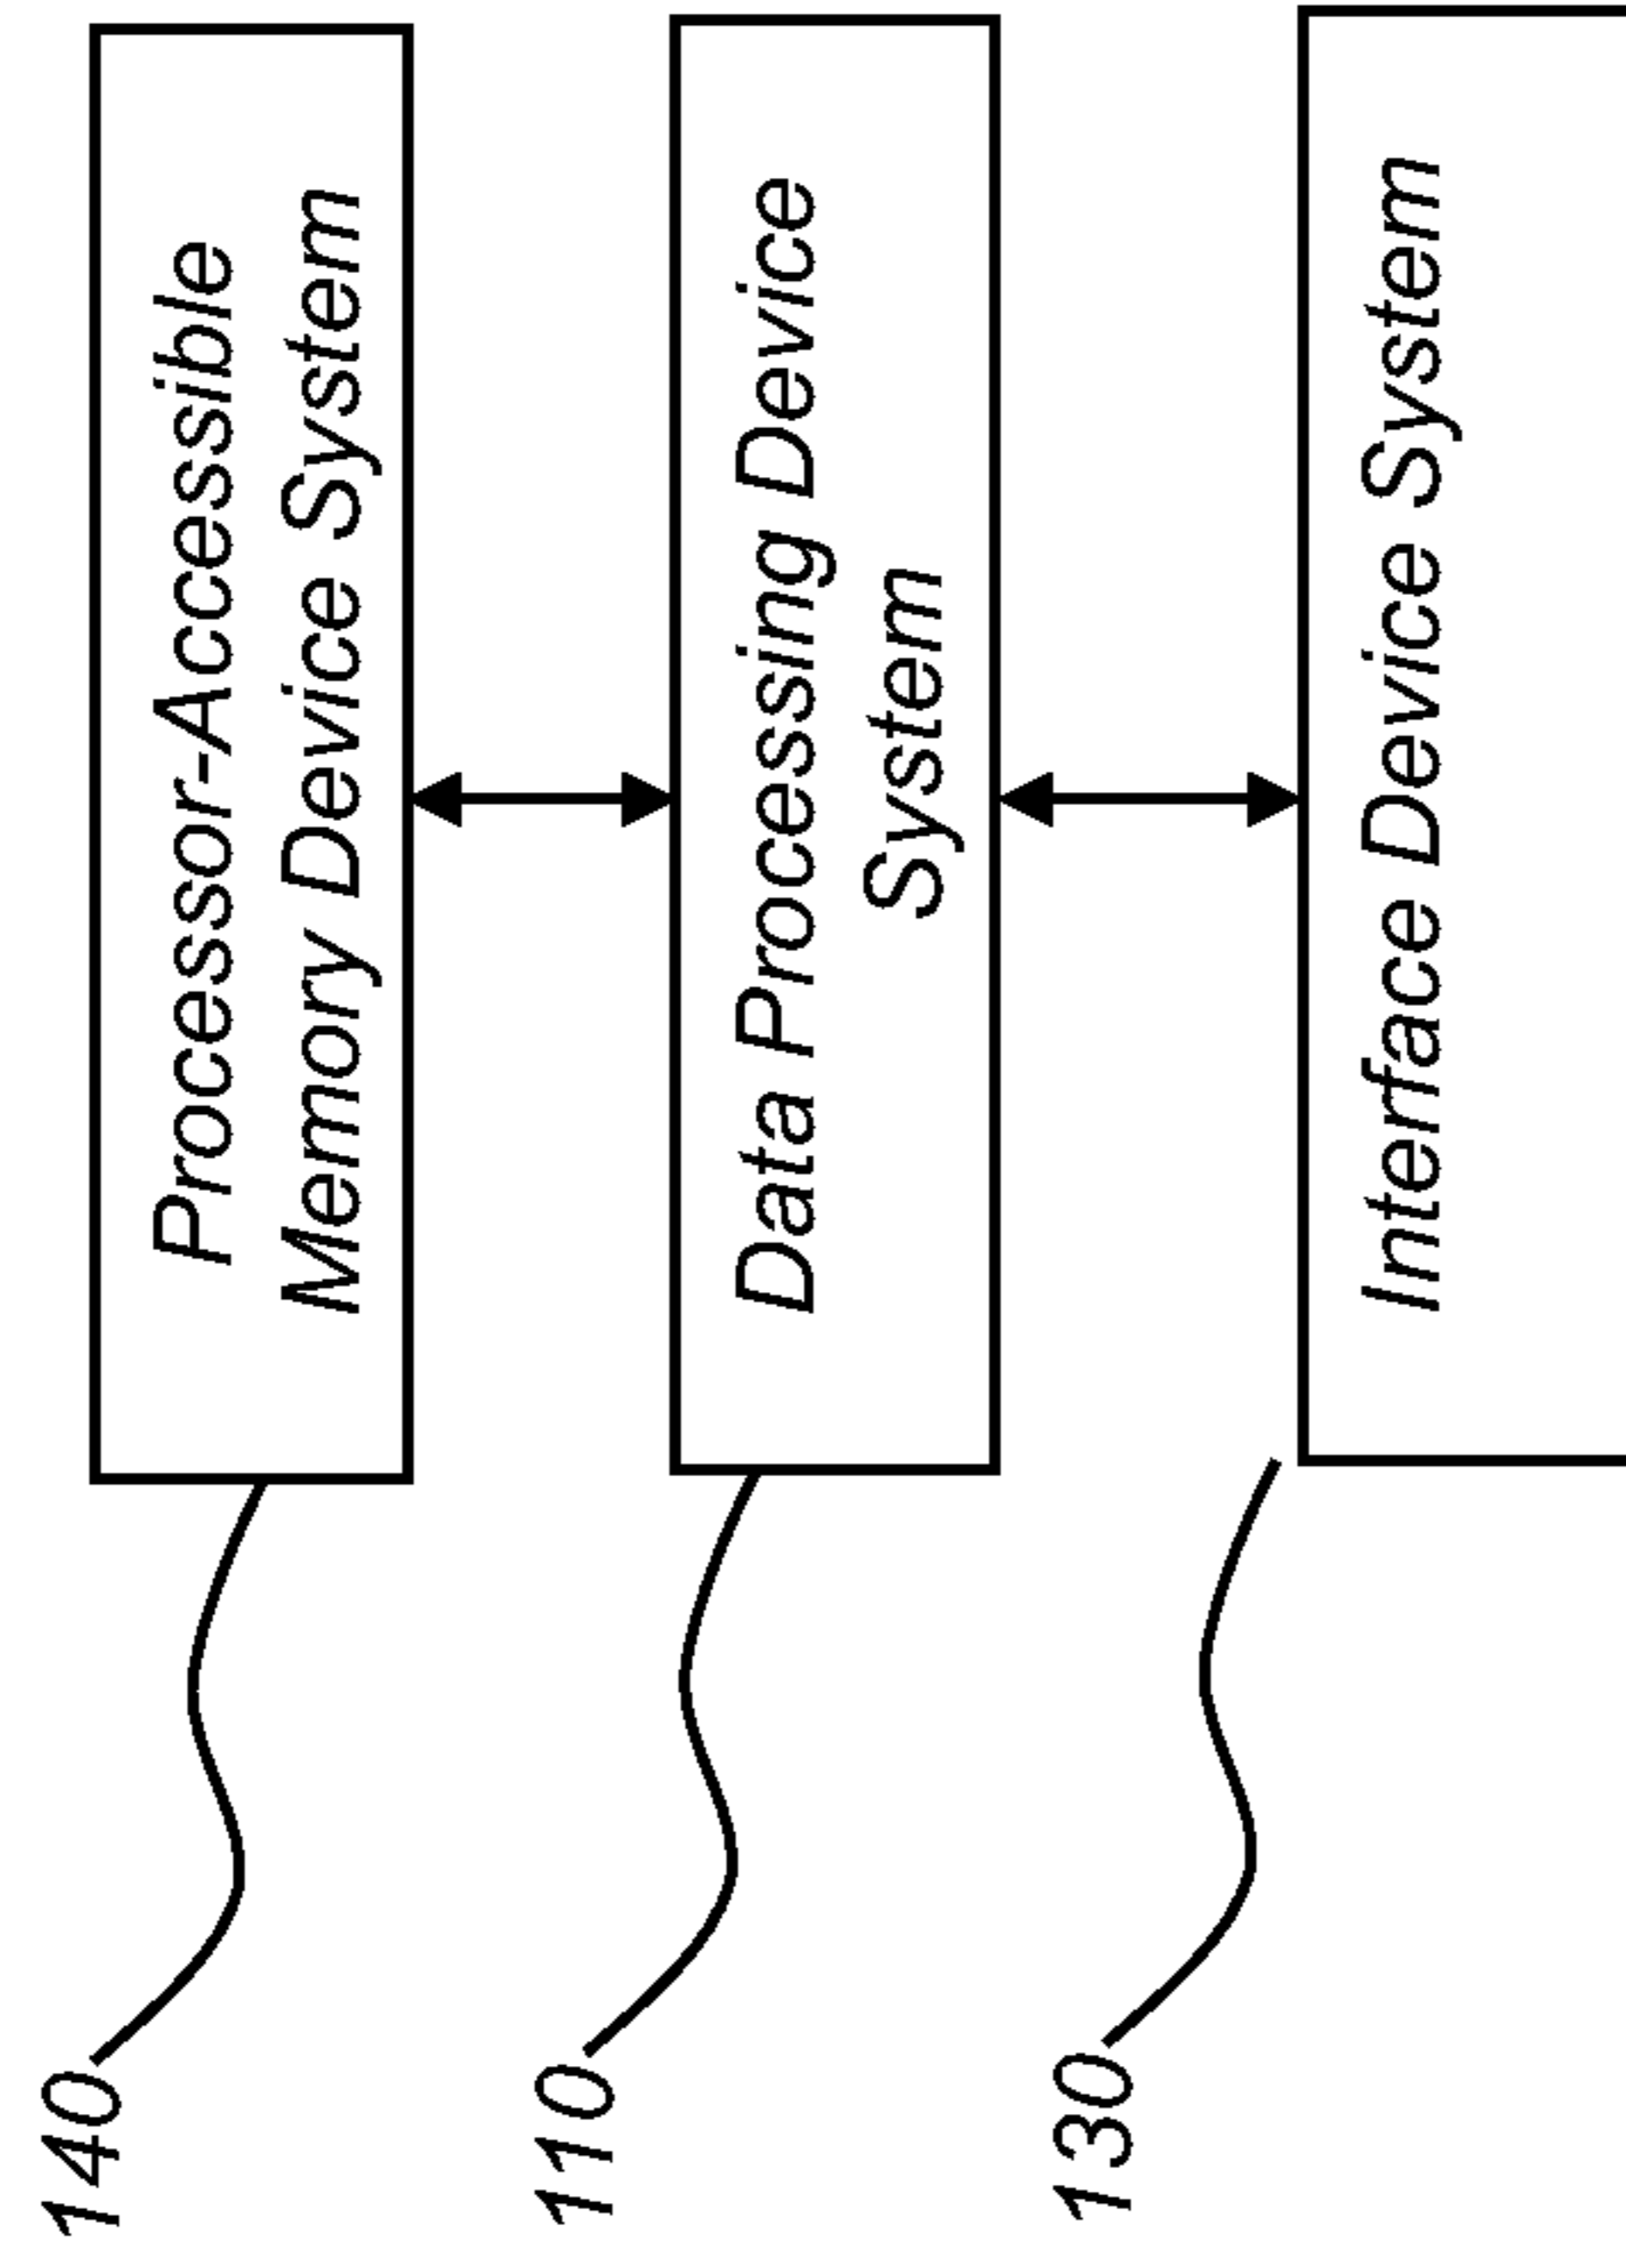 140
Processor-Accessible
Memory Device System
110
Data Processing Device
System
130
Interface Device System